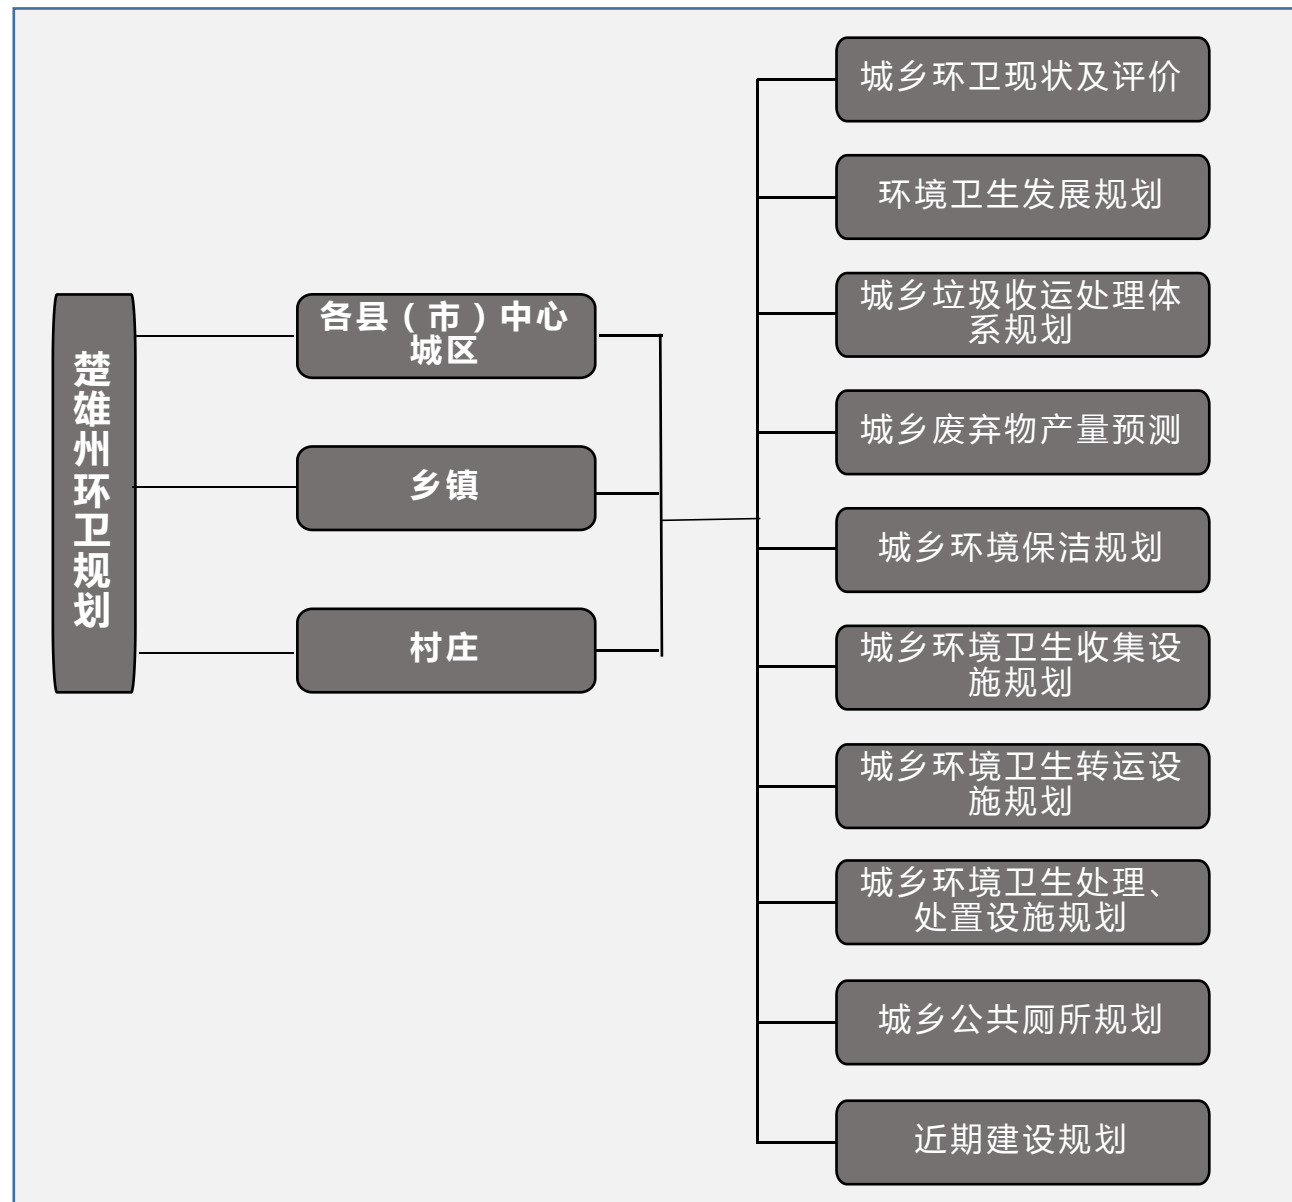 楚雄州环卫规划
各县（市）中心
城区
乡镇
村庄
城乡环卫现状及评价
环境卫生发展规划
城乡垃圾收运处理体
系规划
城乡废弃物产量预测
城乡环境保洁规划
城乡环境卫生收集设
施规划
城乡环境卫生转运设
施规划
城乡环境卫生处理、
处置设施规划
城乡公共厕所规划
近期建设规划